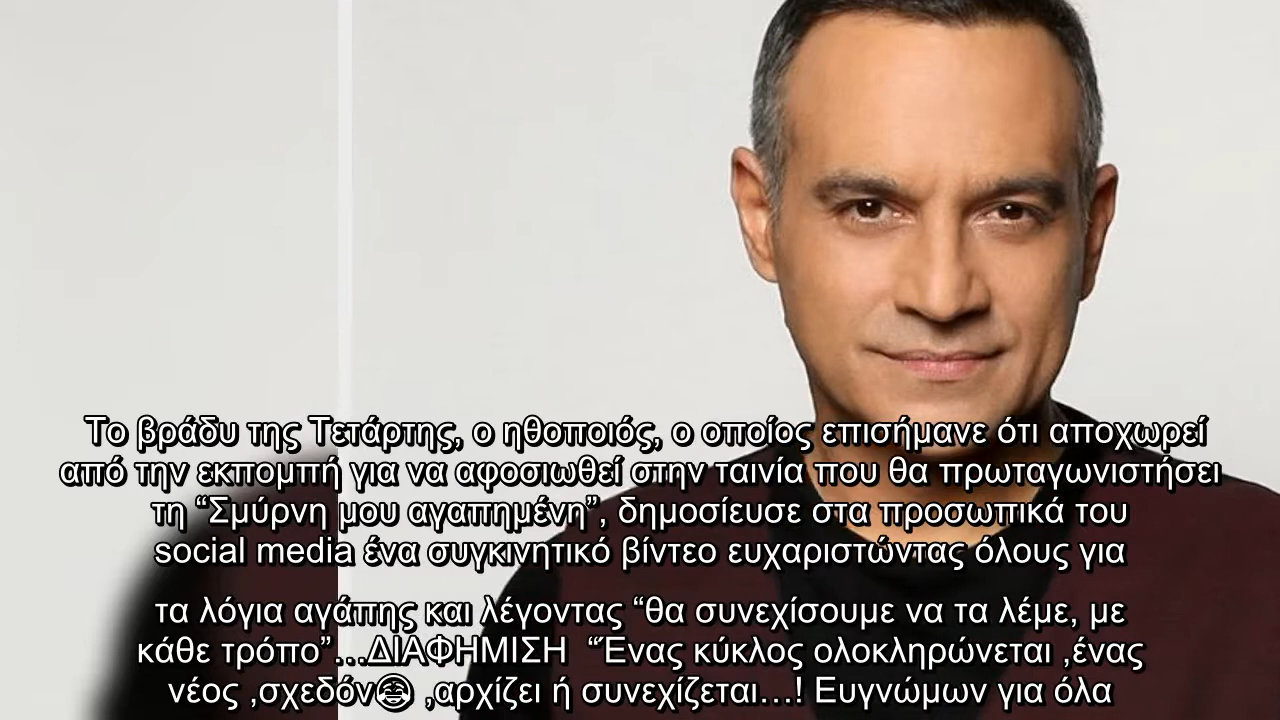 Το βράδυ της Τετάρτης, ο ηθοποιός, ο οποίος επισήμανε ότι αποχωρεί
από την εκπομπή για να αφοσιωθεί στην ταινία που θα πρωταγωνιστήσει
τη “Σμύρνη μου αγαπημένη”, δημοσίευσε στα προσωπικά του
social media ένα συγκινητικό βίντεο ευχαριστώντας όλους για
τα λόγια αγάπης και λέγοντας “θα συνεχίσουμε να τα λέμε, με
κάθε τρόπο”…ΔΙΑΦΗΜΙΣΗ “Ένας κύκλος ολοκληρώνεται ,ένας
νέος ,σχεδόν😷 ,αρχίζει ή συνεχίζεται…! Ευγνώμων για όλα